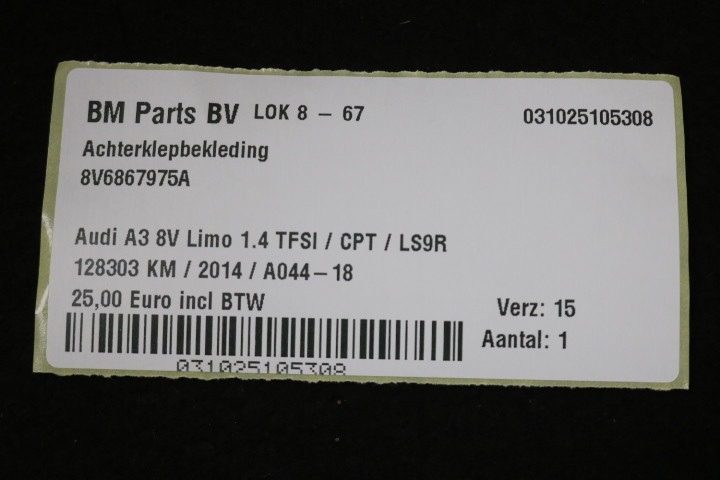 BM Parts BV LOK 8 - 67 031025105308
Achterklepbekleding
8V6867975A
Audi A3 8V Limo 1.4 TFSI / CPT / LS9R
128303 KM / 2014 / A044-18
25,00 Euro incl BTW
Verz: 15
Aantal: 1
031025105308